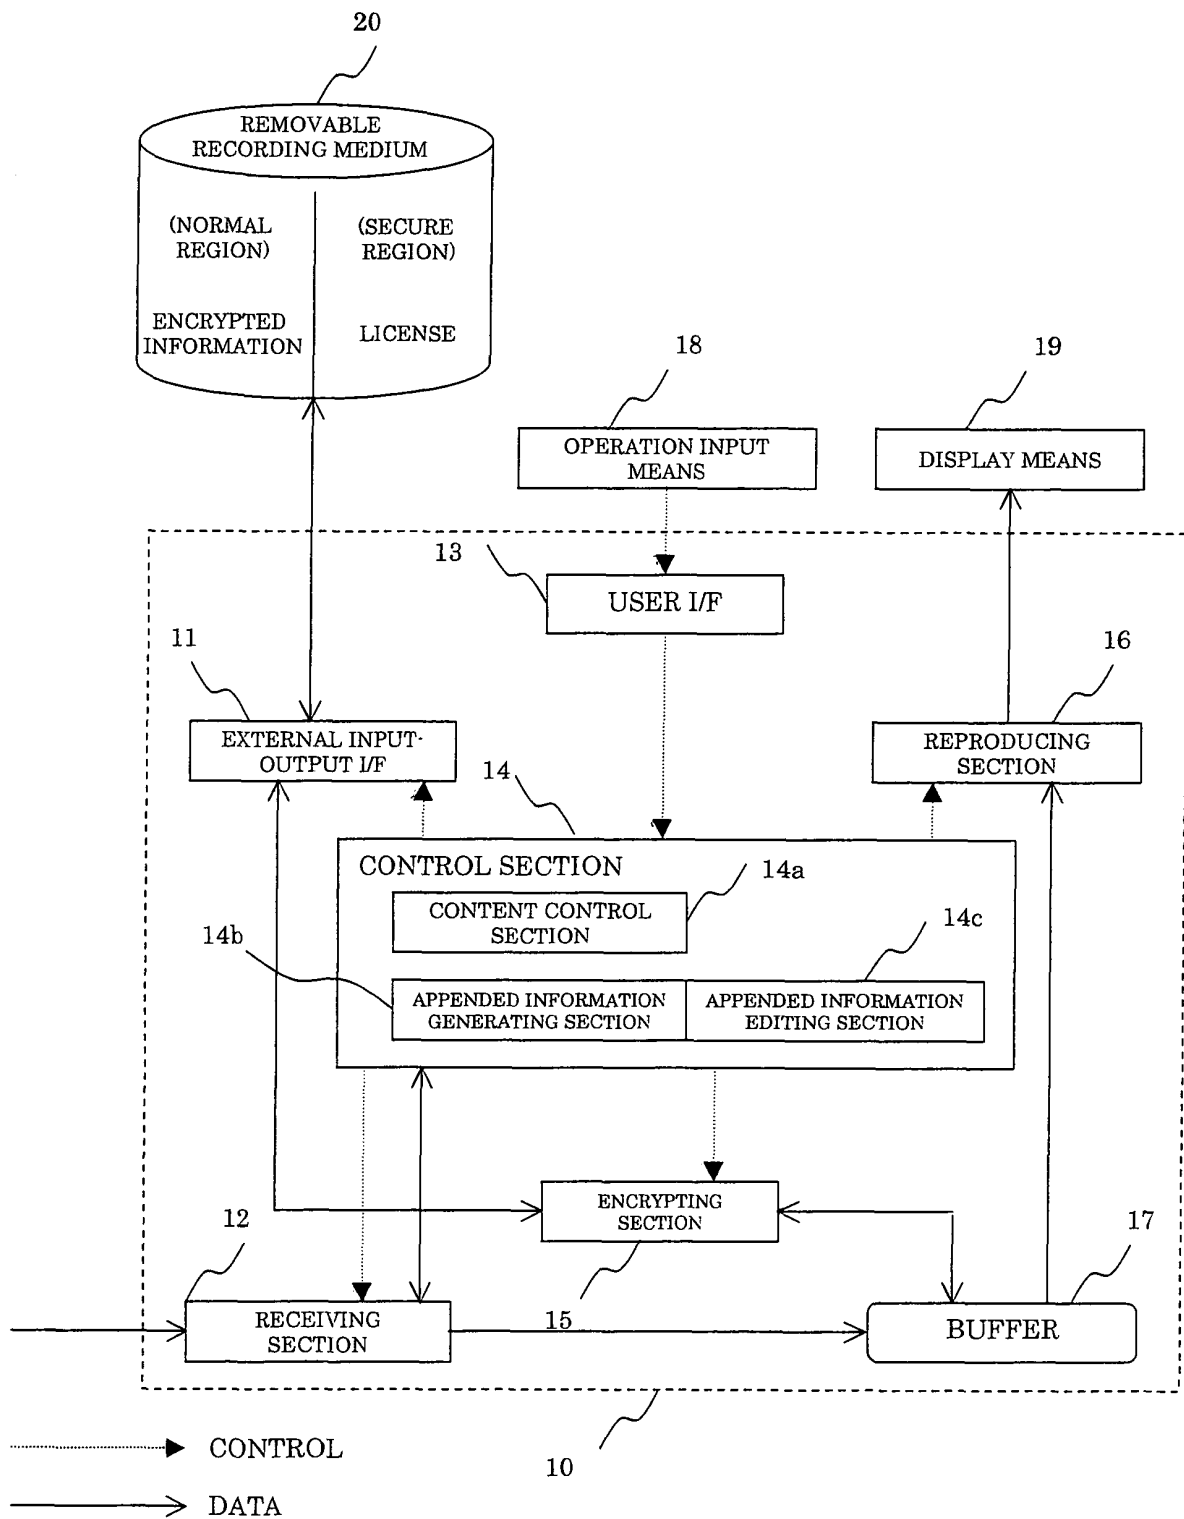 20
REMOVABLE
RECORDING MEDIUM
(NORMAL
REGION)
(SECURE
REGION)
ENCRYPTED
INFORMATION
LICENSE
18
19
OPERATION INPUT
MEANS
DISPLAY MEANS
13
USER I/F
11
16
EXTERNAL INPUT-
OUTPUT I/F
REPRODUCING
SECTION
14
CONTROL SECTION
14a
CONTENT CONTROL
SECTION
14b
14c
APPENDED INFORMATION
GENERATING SECTION
APPENDED INFORMATION
EDITING SECTION
ENCRYPTING
SECTION
12
17
RECEIVING
SECTION
15
BUFFER
CONTROL
10
DATA